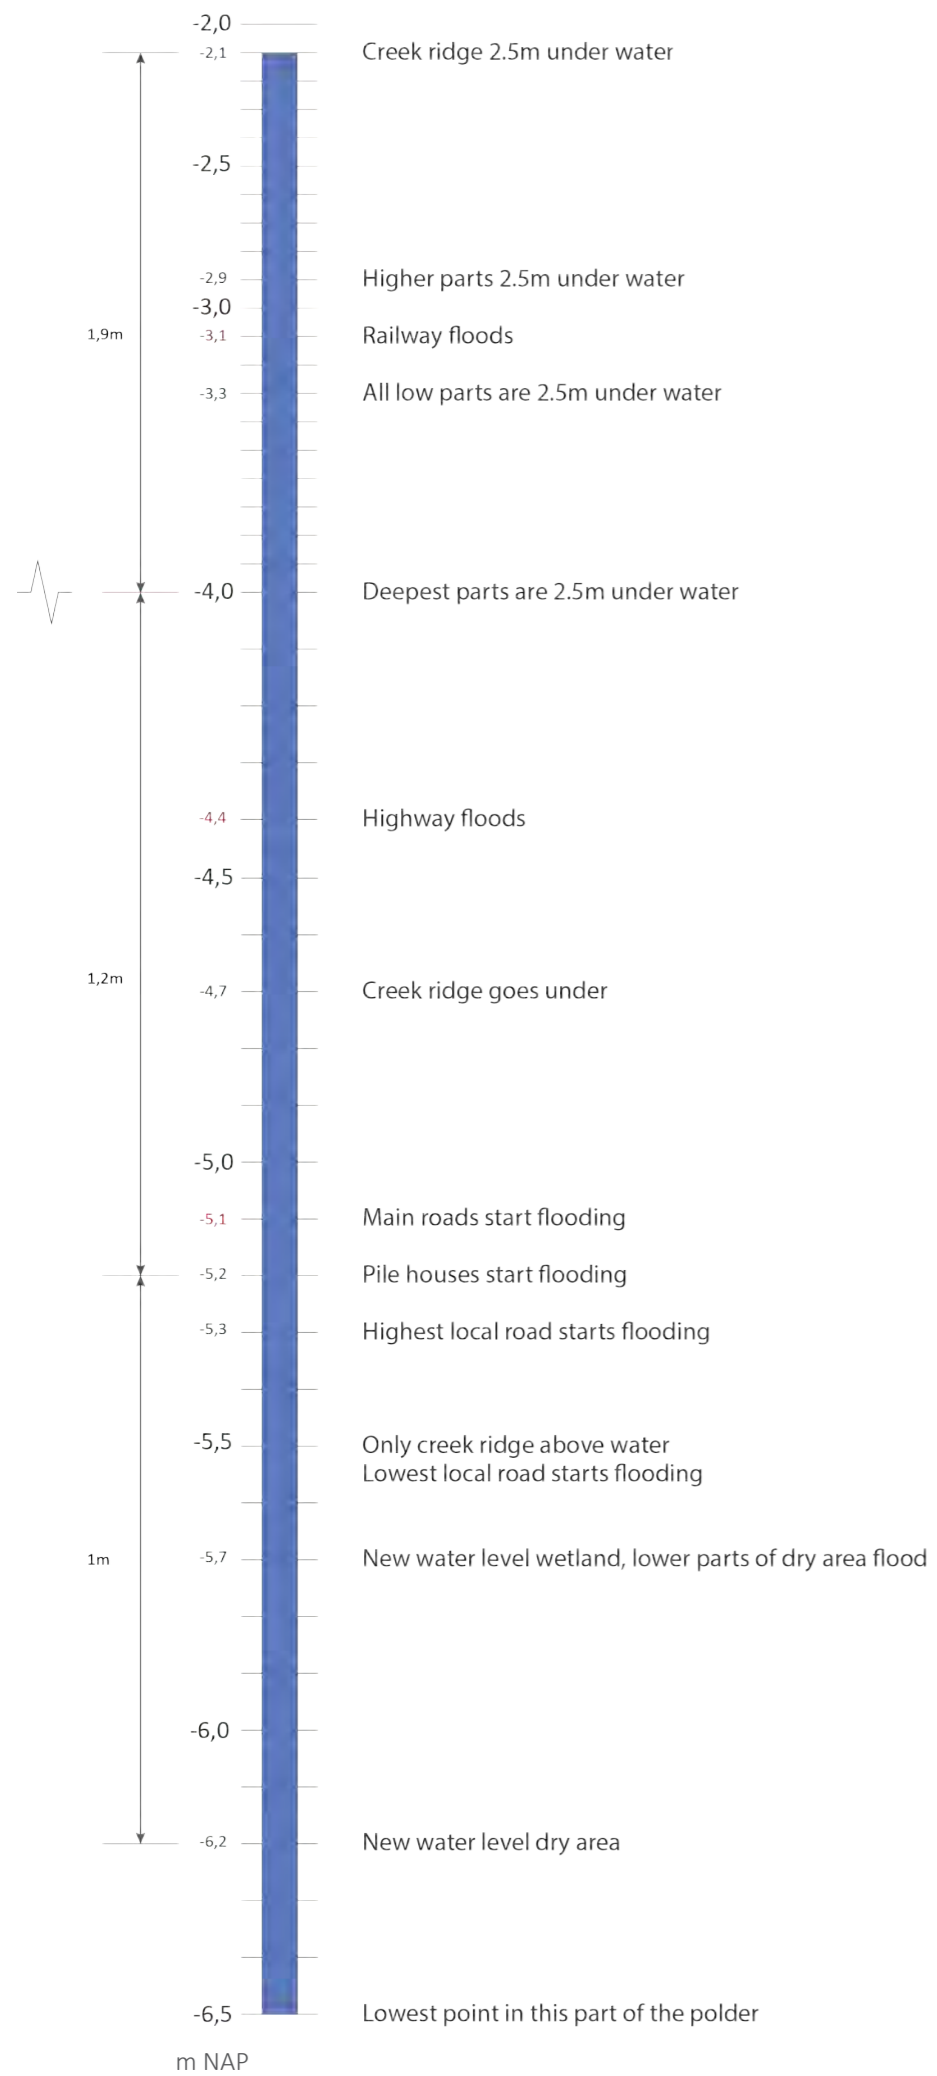 -2,0
-2,1 Creek ridge 2.5m under water
-2,5
-2,9 Higher parts 2.5m under water
-3,0
1,9m -3,1 Railway floods
-3,3 All low parts are 2.5m under water
-4,0 Deepest parts are 2.5m under water
-4,4 Highway floods
-4,5
1,2m
-4,7 Creek ridge goes under
-5,0
-5,1 Main roads start flooding
-5,2 Pile houses start flooding
-5,3 Highest local road starts flooding
-5,5 Only creek ridge above water
Lowest local road starts flooding
1m -5,7 New water level wetland, lower parts of dry area flood
-6,0
-6,2 New water level dry area
-6,5 Lowest point in this part of the polder
m NAP